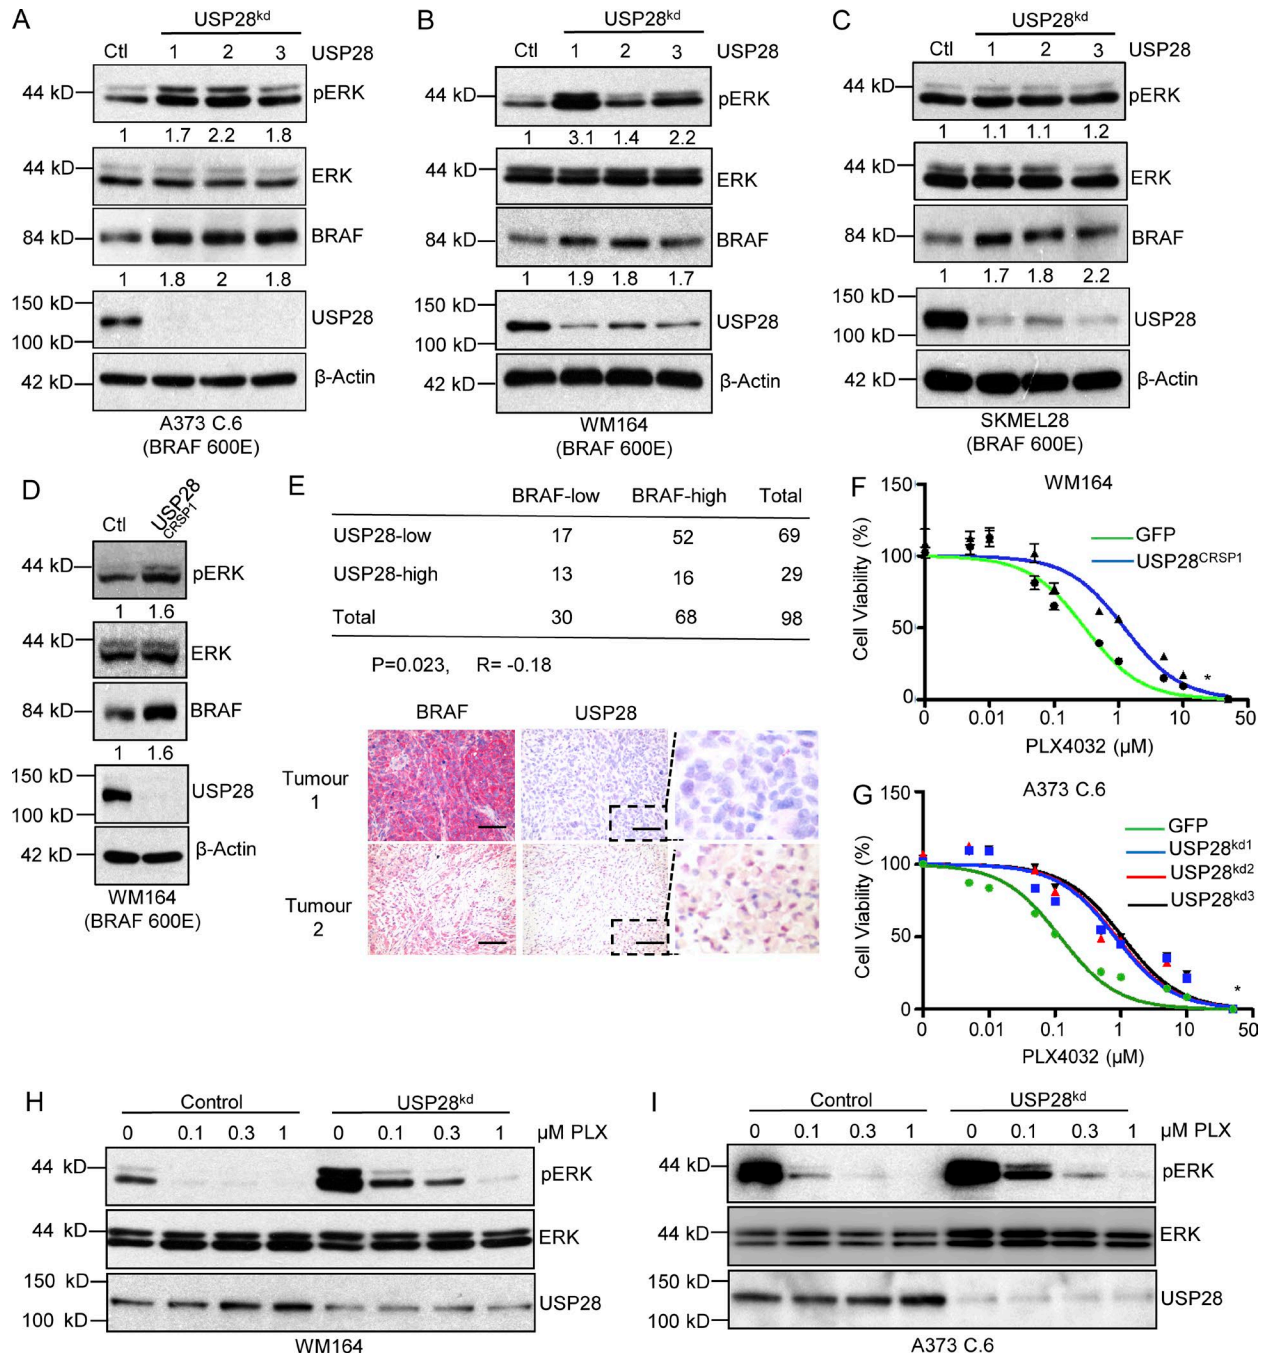 A
USP28kd
Ctl 1 2 3 USP28
44 kD pERK
1 1.7 2.2 1.8
44 kD ERK
84 kD BRAF
1 1.8 2 1.8
150 kD
USP28
100 kD
42 kD β-Actin
A373 C.6
(BRAF 600E)
B
USP28kd
Ctl 1 2 3 USP28
44 kD pERK
1 3.1 1.4 2.2
44 kD ERK
84 kD BRAF
1 1.9 1.8 1.7
150 kD
USP28
100 kD
42 kD β-Actin
WM164
(BRAF 600E)
C
USP28kd
Ctl 1 2 3 USP28
44 kD pERK
1 1.1 1.1 1.2
44 kD ERK
84 kD BRAF
1 1.7 1.8 2.2
150 kD
USP28
100 kD
42 kD β-Actin
SKMEL28
(BRAF 600E)
D
Ctl USP28 CRSP1
44 kD pERK
1 1.6
44 kD ERK
84 kD BRAF
1 1.6
150 kD USP28
100 kD
42 kD β-Actin
WM164
(BRAF 600E)
E
BRAF-low BRAF-high Total
USP28-low 17 52 69
USP28-high 13 16 29
Total 30 68 98
P=0.023, R= -0.18
BRAF USP28
Tumour
1
Tumour
2
F
WM164
150
100
50
0
Cell Viability (%)
GFP
USP28CRSP1
*
0 0.01 0.1 1 10 50
PLX4032 (µM)
G
A373 C.6
150
100
50
0
Cell Viability (%)
GFP
USP28kd1
USP28kd2
USP28kd3
*
0 0.01 0.1 1 10 50
PLX4032 (µM)
H
Control USP28kd
0 0.1 0.3 1 0 0.1 0.3 1 µM PLX
44 kD pERK
44 kD ERK
150 kD
USP28
100 kD
WM164
I
Control USP28kd
0 0.1 0.3 1 0 0.1 0.3 1 µM PLX
44 kD pERK
44 kD ERK
150 kD
USP28
100 kD
A373 C.6